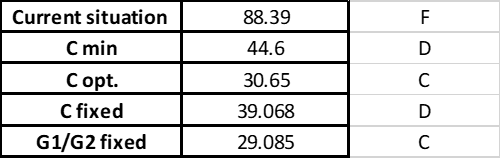 Current situation 88.39 F
C min 44.6 D
C opt. 30.65 C
C fixed 39.068 D
G1/G2 fixed 29.085 C